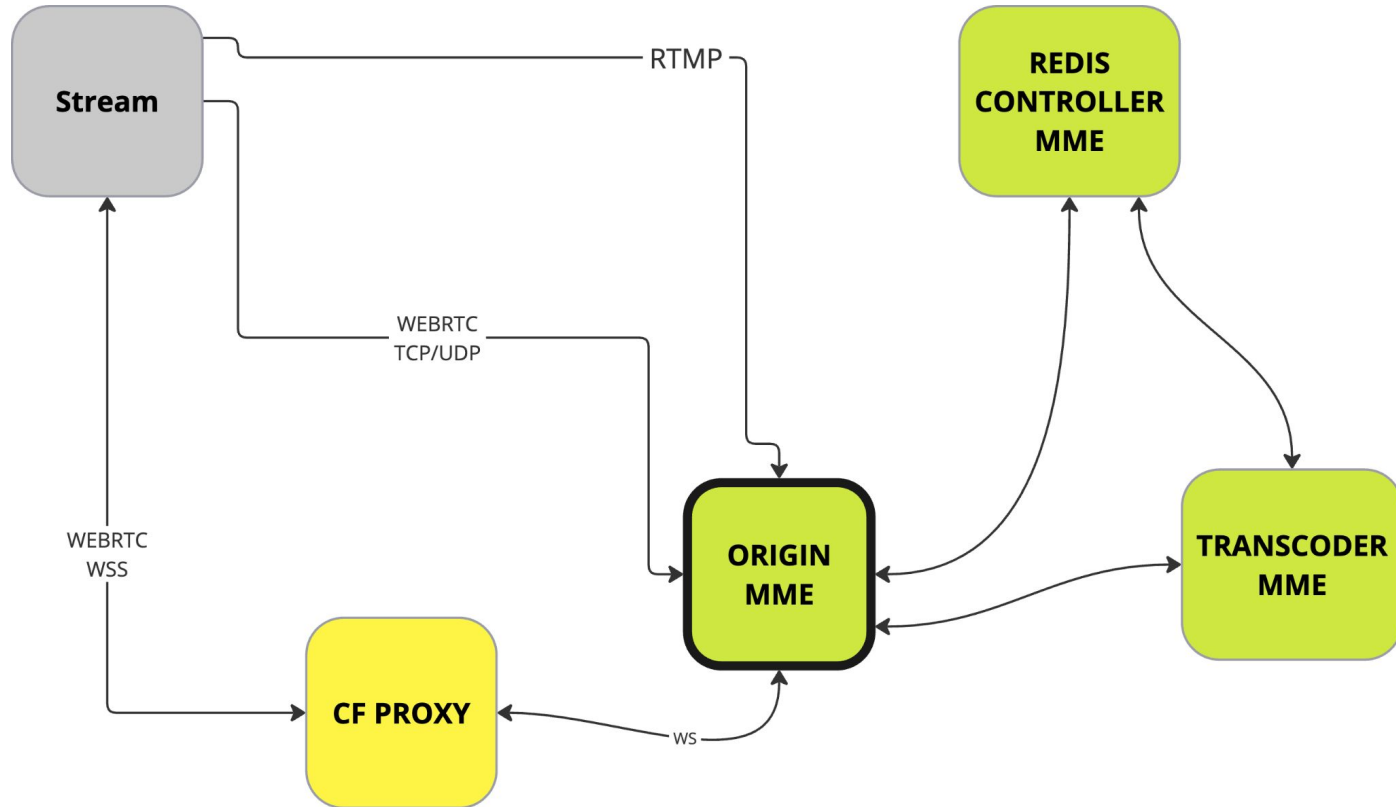 Stream
RTMP
REDIS
CONTROLLER
MME
WEBRTC
TCP/UDP
WEBRTC
WSS
ORIGIN
MME
TRANSCODER
MME
CF PROXY
WS